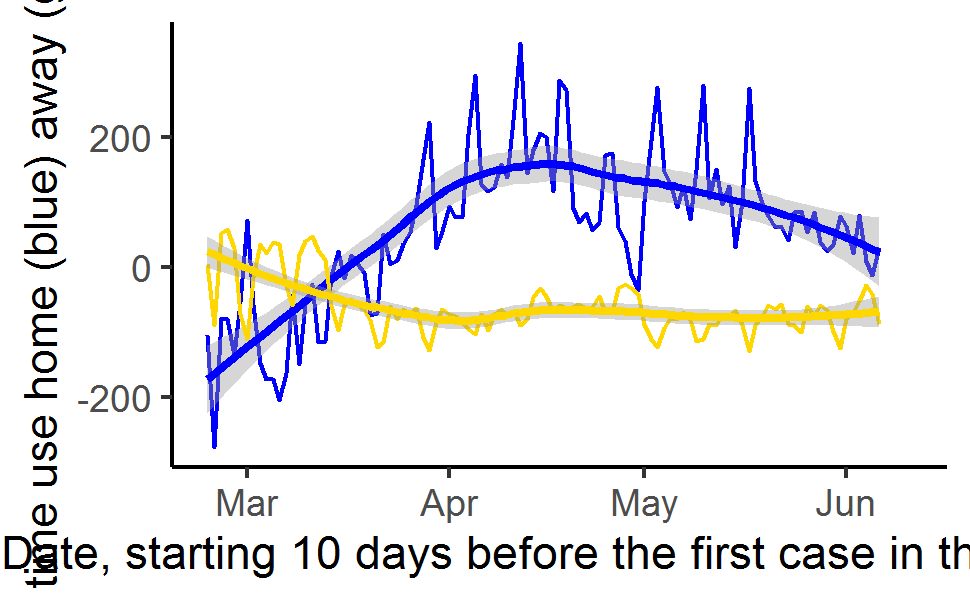 time use home (blue) away (
200
0
-200
Mar Apr May Jun
Date, starting 10 days before the first case in th